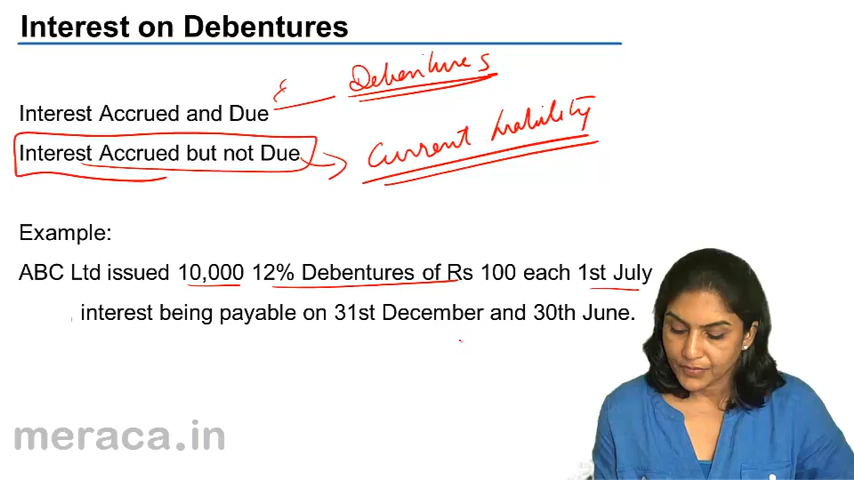 Interest on Debentures
Interest Accrued and Due
Debentures
Interest Accrued but not Due
Current Liability
Example:
ABC Ltd issued 10,000 12% Debentures of Rs 100 each 1st July
interest being payable on 31st December and 30th June.
meraca.in